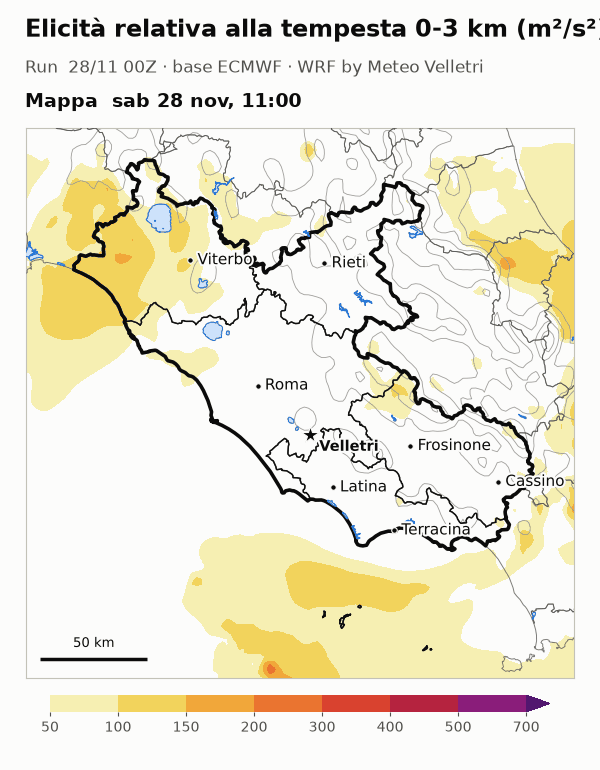 Elicità relativa alla tempesta 0-3 km (m²/s²)
Run  28/11 00Z · base ECMWF · WRF by Meteo Velletri
Mappa  sab 28 nov, 11:00
Viterbo
Rieti
Roma
Velletri
Frosinone
Cassino
Latina
Terracina
50 km
50 100 150 200 300 400 500 700